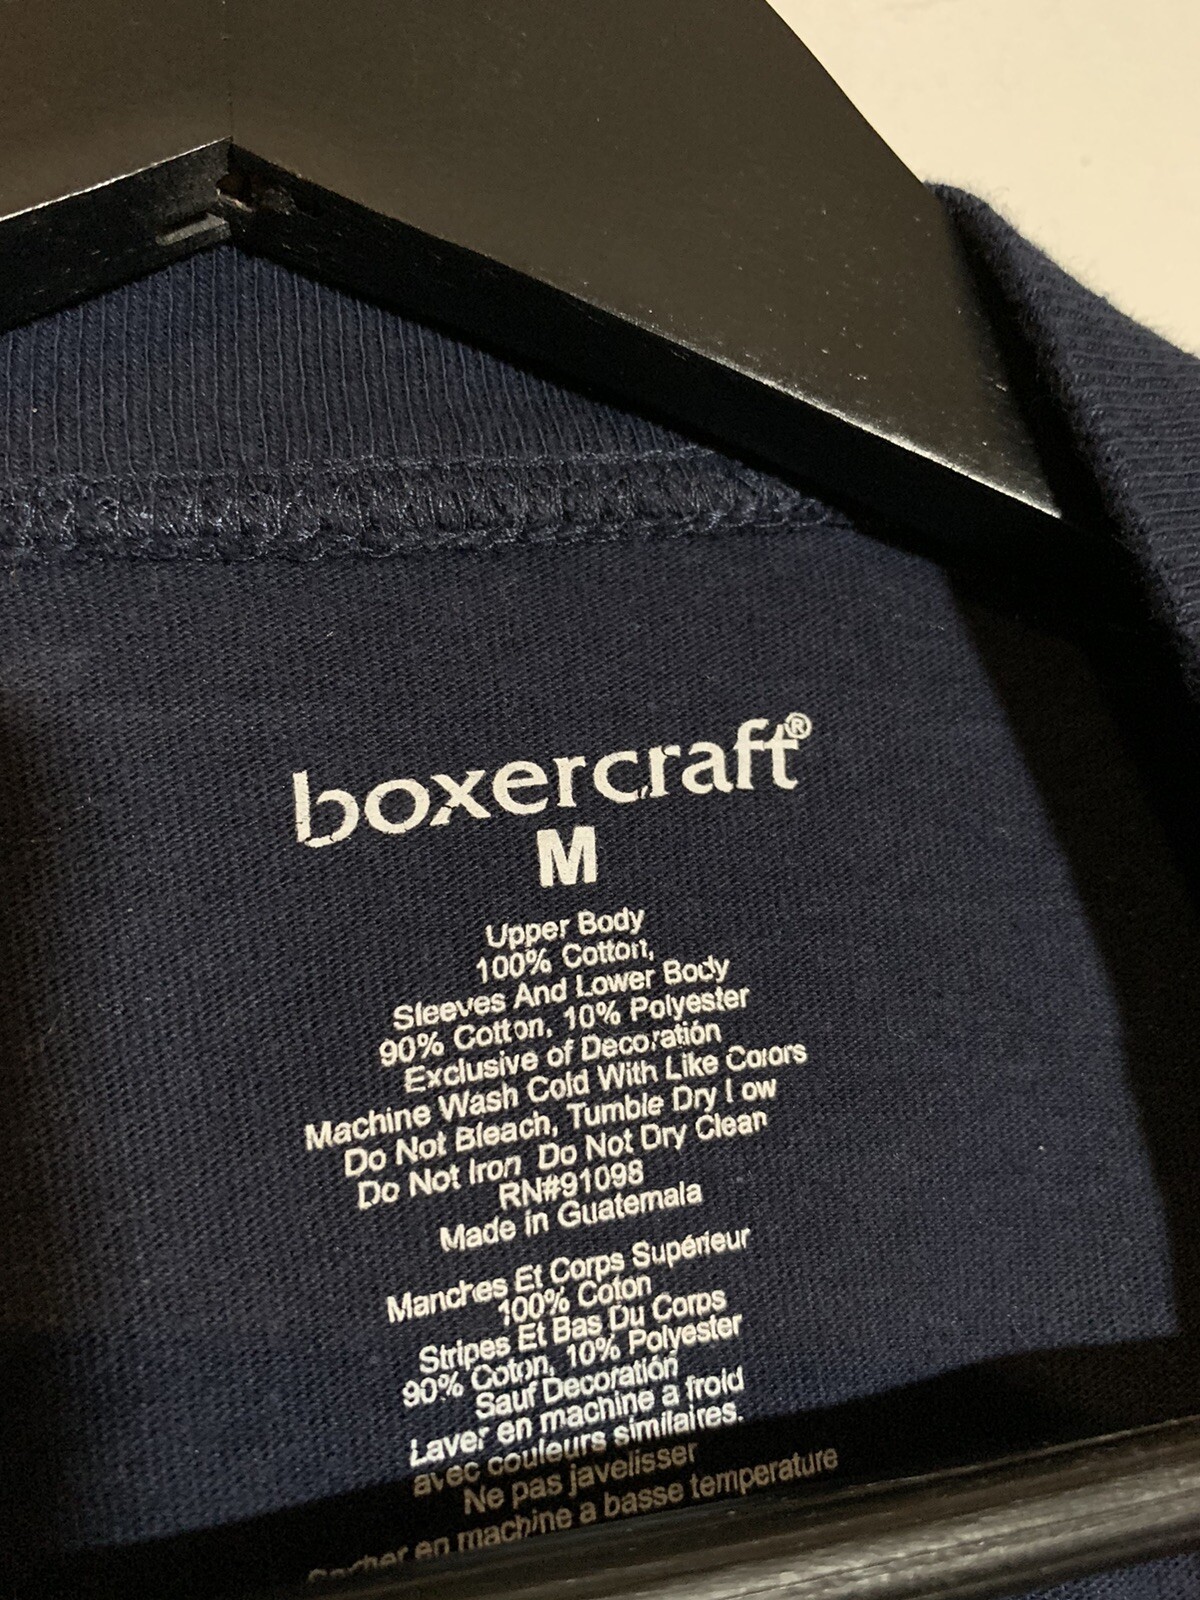 boxercraft®
M
Upper Body
100% Cotton,
Sleeves And Lower Body
90% Cotton, 10% Polyester
Exclusive of Decoratión
Machine Wash Cold With Like Colors
Do Not Bleach, Tumble Dry Low
Do Not Iron Do Not Dry Clean
RN#91098
Made in Guatemala
Manches Et Corps Supérieur
100% Coton
Stripes Et Bas Du Corps
90% Coton, 10% Polyester
Sauf Decoratión
Laver en machine a froid
avec couleurs similaires.
Ne pas javelisser
en machine a basse temperature